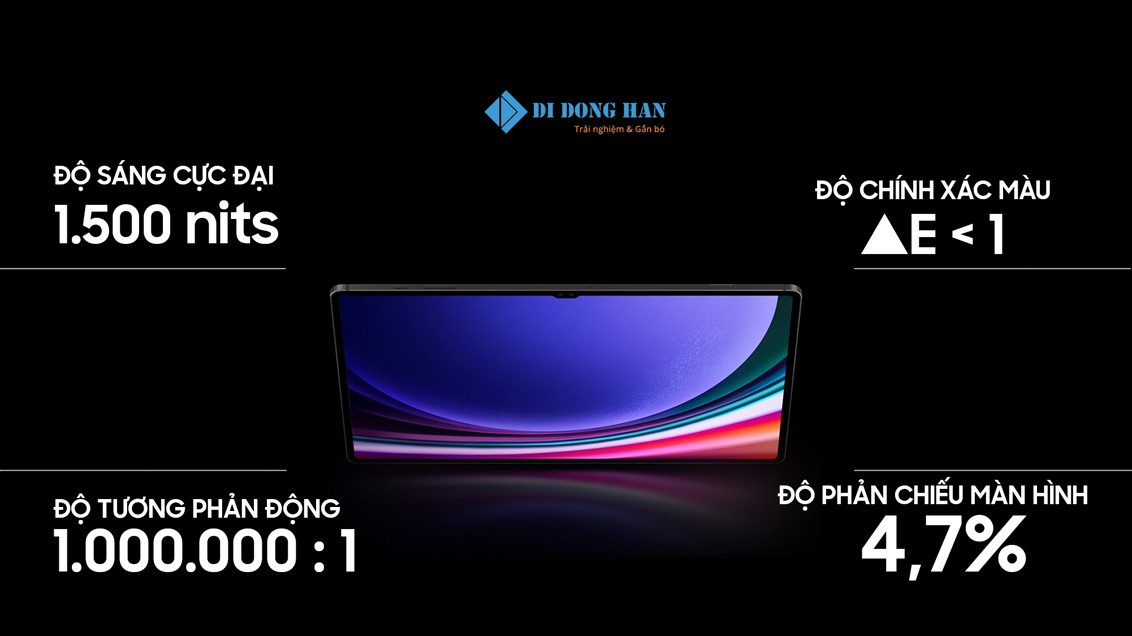 DI DONG HAN
Trải nghiệm & Gắn bó
ĐỘ SÁNG CỰC ĐẠI
1.500 nits
ĐỘ CHÍNH XÁC MÀU
▲E < 1
ĐỘ TƯƠNG PHẢN ĐỘNG
1.000.000 : 1
ĐỘ PHẢN CHIẾU MÀN HÌNH
4,7%